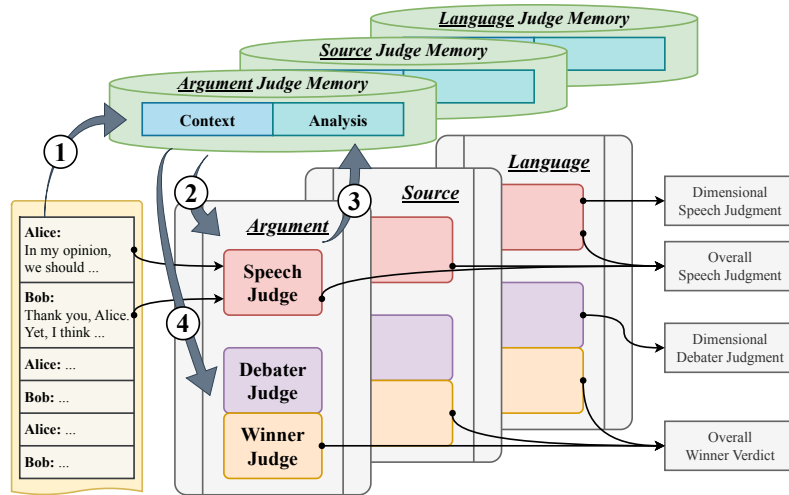 Language Judge Memory
Source Judge Memory
Argument Judge Memory
Context
Analysis
1
2
3
4
Alice:
In my opinion,
we should ...
Bob:
Thank you, Alice.
Yet, I think ...
Alice: ...
Bob: ...
Alice: ...
Bob: ...
Argument
Speech
Judge
Debater
Judge
Winner
Judge
Source
Language
Dimensional
Speech Judgment
Overall
Speech Judgment
Dimensional
Debater Judgment
Overall
Winner Verdict